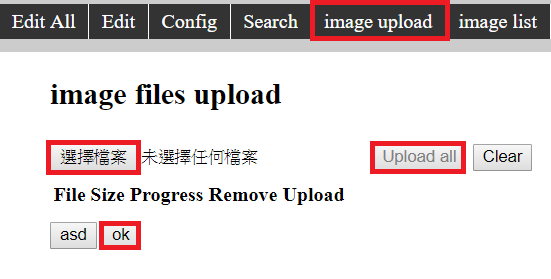 Edit All Edit Config Search image upload image list
image files upload
選擇檔案 未選擇任何檔案 Upload all Clear
File Size Progress Remove Upload
asd ok